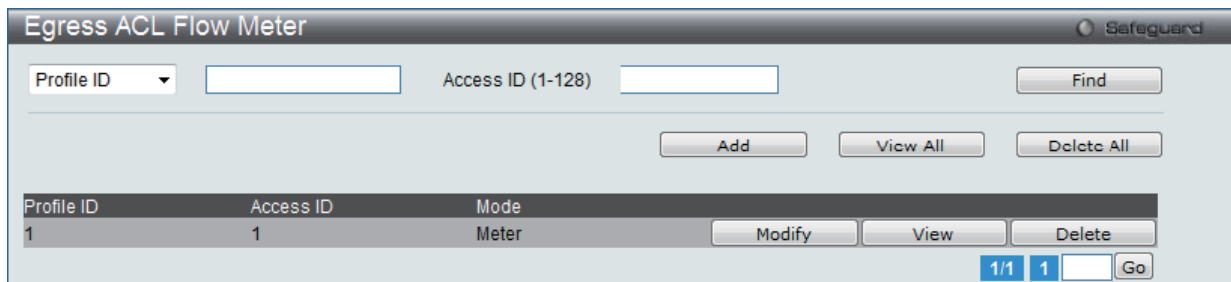 Egress ACL Flow Meter Safeguard
Profile ID Access ID (1-128) Find
Add View All Delete All
Profile ID Access ID Mode
1 1 Meter Modify View Delete
1/1 1 Go